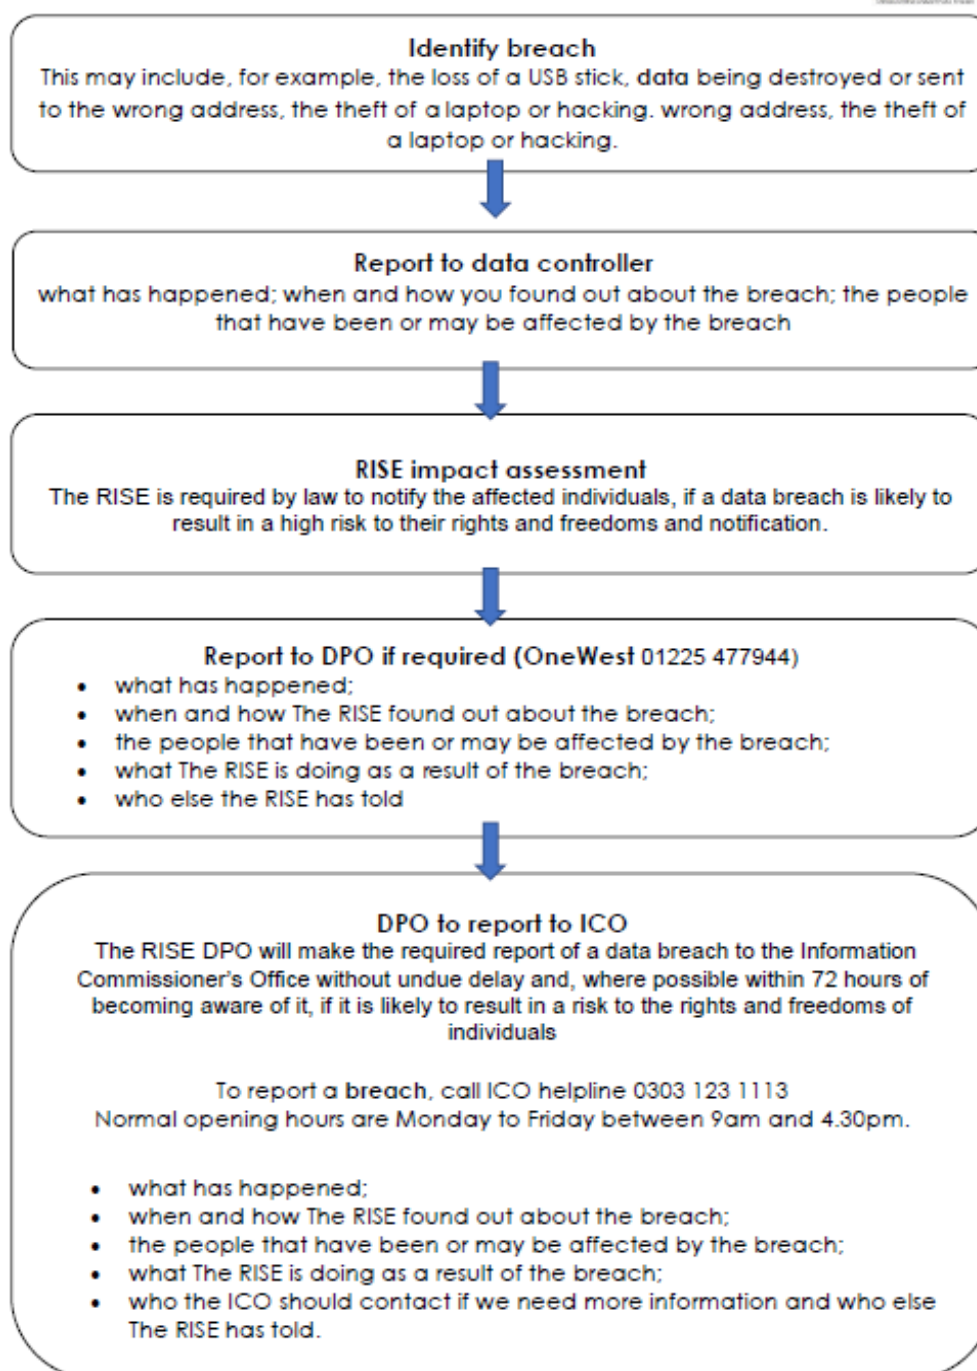 Identify breach
This may include, for example, the loss of a USB stick, data being destroyed or sent
to the wrong address, the theft of a laptop or hacking. wrong address, the theft of
a laptop or hacking.
Report to data controller
what has happened; when and how you found out about the breach; the people
that have been or may be affected by the breach
RISE impact assessment
The RISE is required by law to notify the affected individuals, if a data breach is likely to
result in a high risk to their rights and freedoms and notification.
Report to DPO if required (OneWest 01225 477944)
• what has happened;
• when and how The RISE found out about the breach;
• the people that have been or may be affected by the breach;
• what The RISE is doing as a result of the breach;
• who else the RISE has told
DPO to report to ICO
The RISE DPO will make the required report of a data breach to the Information
Commissioner's Office without undue delay and, where possible within 72 hours of
becoming aware of it, if it is likely to result in a risk to the rights and freedoms of
individuals
To report a breach, call ICO helpline 0303 123 1113
Normal opening hours are Monday to Friday between 9am and 4.30pm.
• what has happened;
• when and how The RISE found out about the breach;
• the people that have been or may be affected by the breach;
• what The RISE is doing as a result of the breach;
• who the ICO should contact if we need more information and who else
The RISE has told.